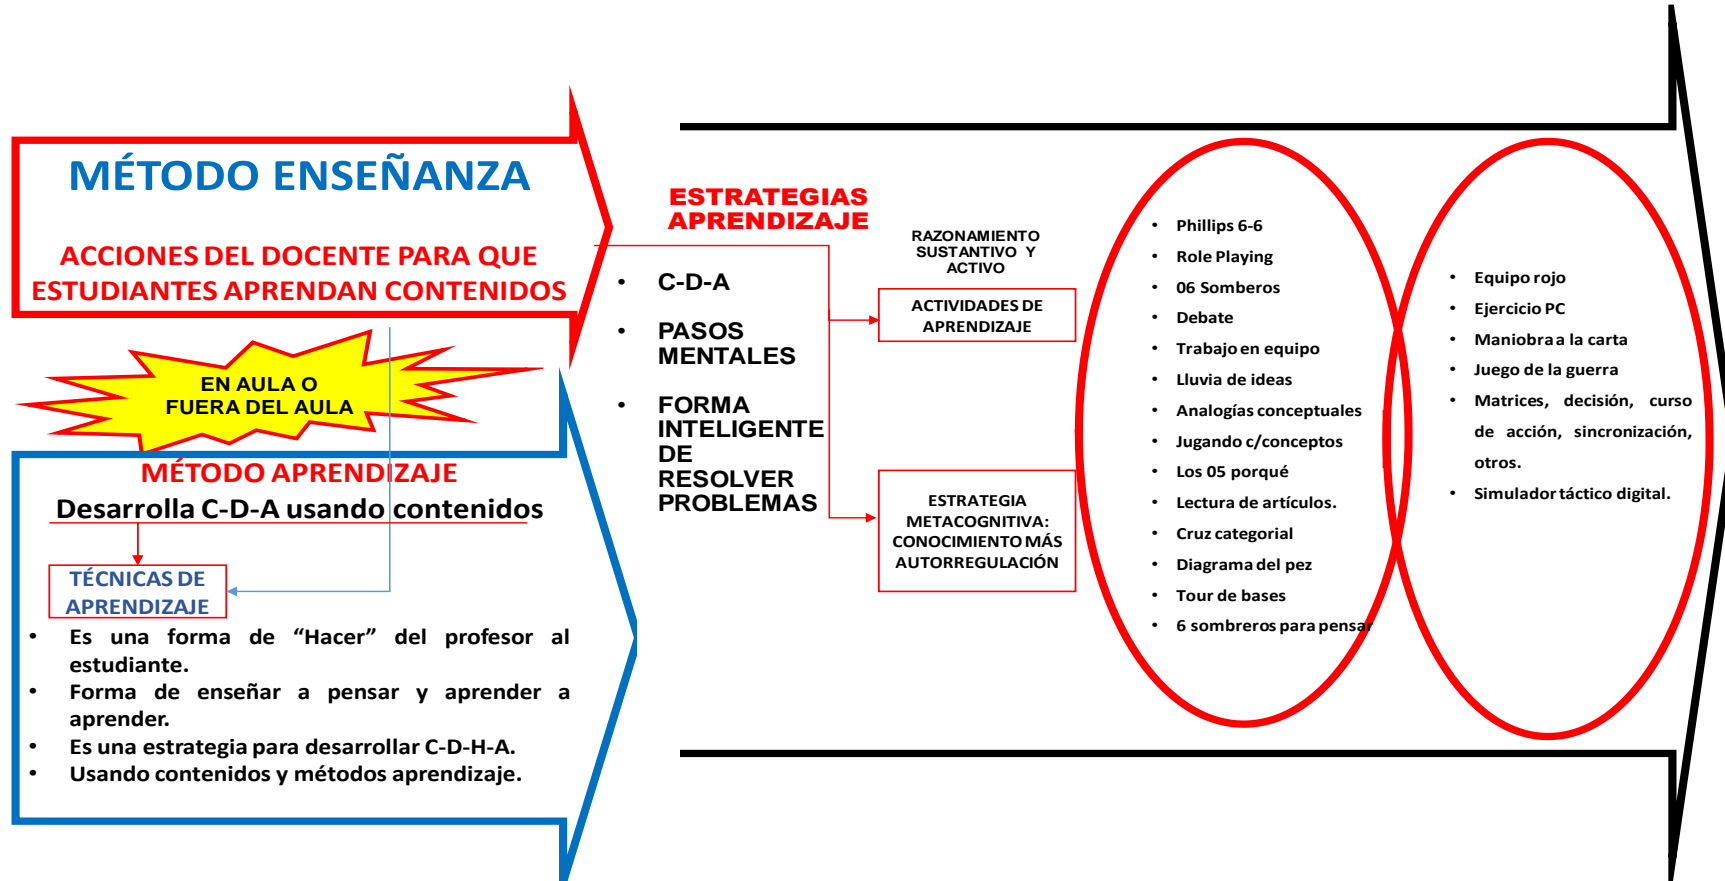 MÉTODO ENSEÑANZA
ACCIONES DEL DOCENTE PARA QUE
ESTUDIANTES APRENDAN CONTENIDOS
EN AULA O
FUERA DEL AULA
MÉTODO APRENDIZAJE
Desarrolla C-D-A usando contenidos
TÉCNICAS DE
APRENDIZAJE
• Es una forma de “Hacer” del profesor al
estudiante.
• Forma de enseñar a pensar y aprender a
aprender.
• Es una estrategia para desarrollar C-D-H-A.
• Usando contenidos y métodos aprendizaje.
ESTRATEGIAS
APRENDIZAJE
• C-D-A
• PASOS
MENTALES
• FORMA
INTELIGENTE
DE
RESOLVER
PROBLEMAS
RAZONAMIENTO
SUSTANTIVO Y
ACTIVO
ACTIVIDADES DE
APRENDIZAJE
ESTRATEGIA
METACOGNITIVA:
CONOCIMIENTO MÁS
AUTORREGULACIÓN
• Phillips 6-6
• Role Playing
• 06 Somberos
• Debate
• Trabajo en equipo
• Lluvia de ideas
• Analogías conceptuales
• Jugando c/conceptos
• Los 05 porqué
• Lectura de artículos.
• Cruz categorial
• Diagrama del pez
• Tour de bases
• 6 sombreros para pensar
• Equipo rojo
• Ejercicio PC
• Maniobra a la carta
• Juego de la guerra
• Matrices, decisión, curso
de acción, sincronización,
otros.
• Simulador táctico digital.